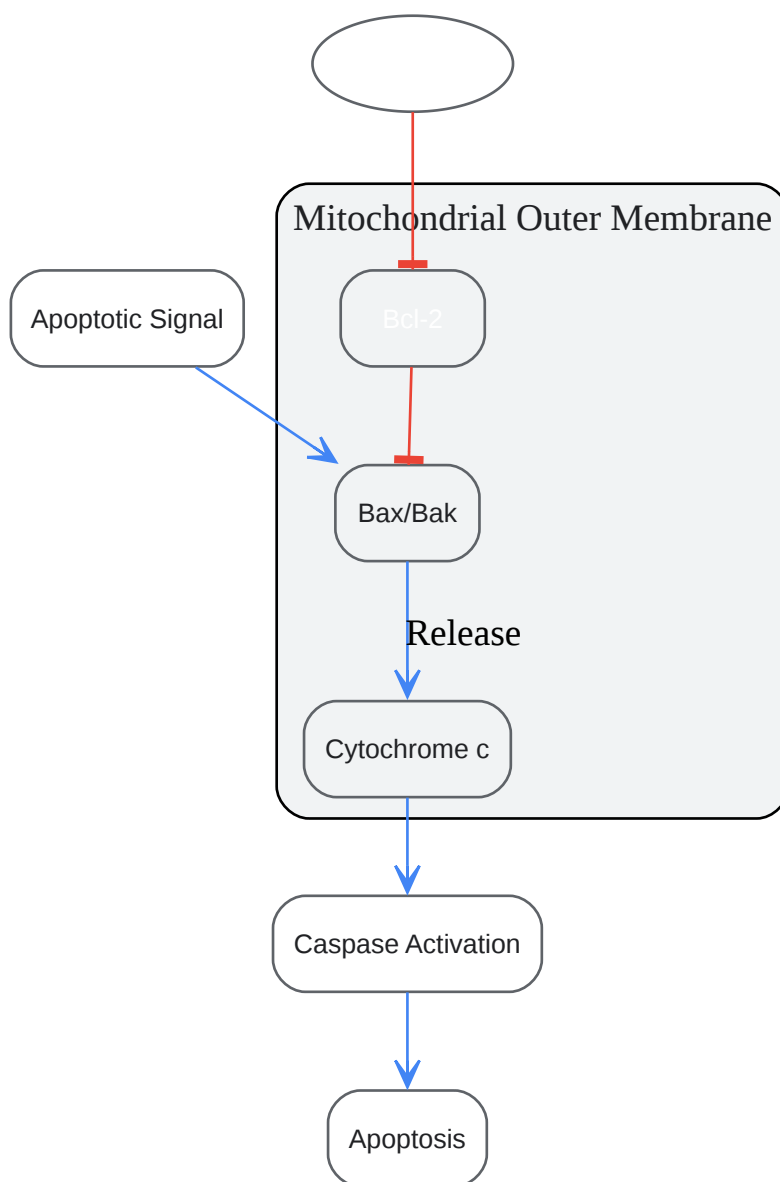 Mitochondrial Outer Membrane
Apoptotic Signal
Bcl-2
Bax/Bak
Release
Cytochrome c
Caspase Activation
Apoptosis